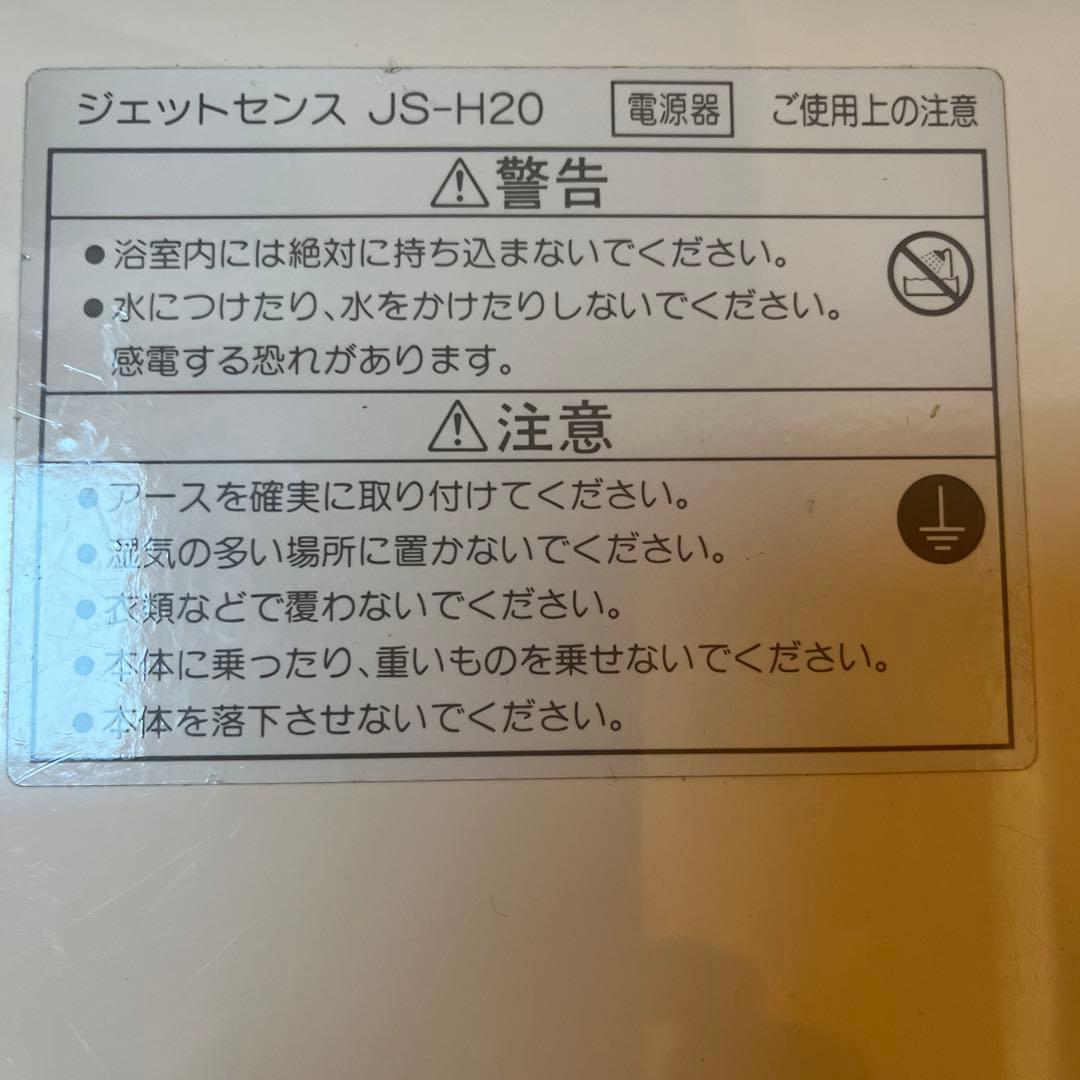 ジェットセンス JS-H20 電源器 ご使用上の注意
⚠警告
●浴室内には絶対に持ち込まないでください。
●水につけたり、水をかけたりしないでください。
感電する恐れがあります。
⚠注意
●アースを確実に取り付けてください。
●湿気の多い場所に置かないでください。
●衣類などで覆わないでください。
●本体に乗ったり、重いものを乗せないでください。
●本体を落下させないでください。